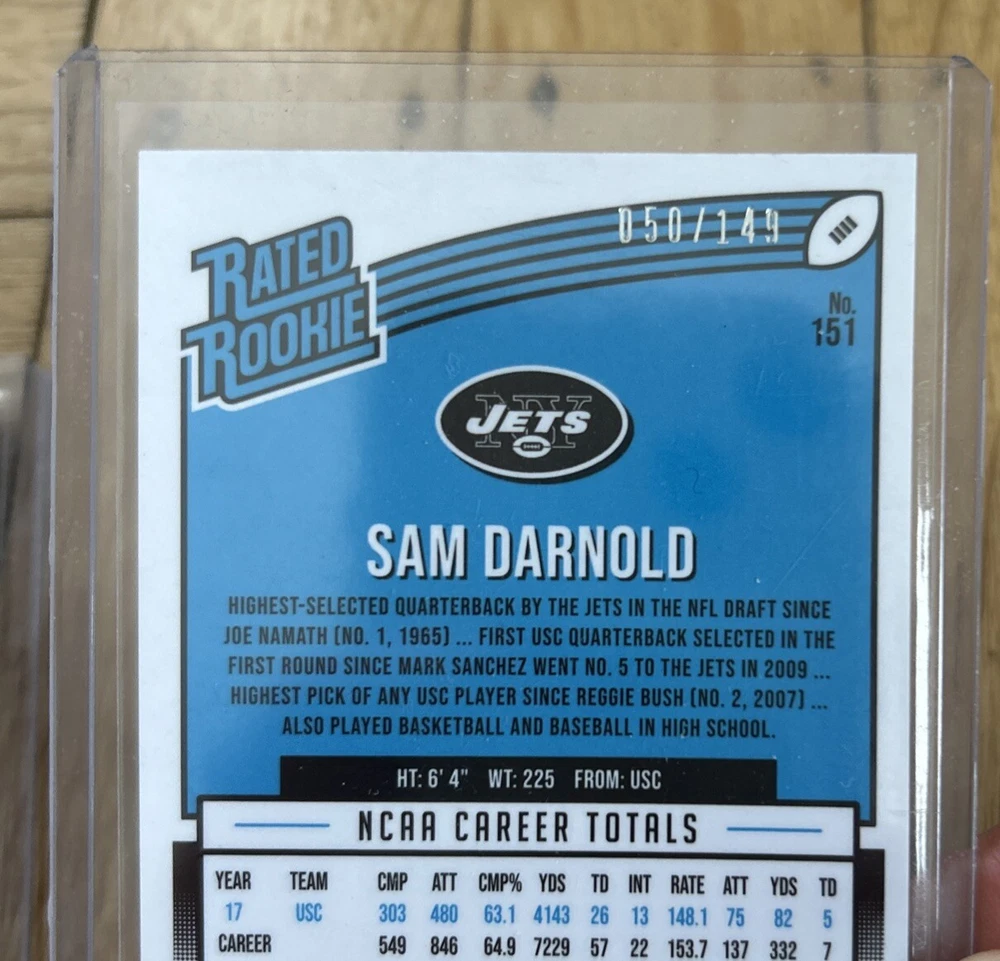 050/149
RATED
ROOKIE
No.
151
NY
JETS
SAM DARNOLD
HIGHEST-SELECTED QUARTERBACK BY THE JETS IN THE NFL DRAFT SINCE
JOE NAMATH (NO. 1, 1965) ... FIRST USC QUARTERBACK SELECTED IN THE
FIRST ROUND SINCE MARK SANCHEZ WENT NO. 5 TO THE JETS IN 2009 ...
HIGHEST PICK OF ANY USC PLAYER SINCE REGGIE BUSH (NO. 2, 2007) ...
ALSO PLAYED BASKETBALL AND BASEBALL IN HIGH SCHOOL.
HT: 6' 4" WT: 225 FROM: USC
NCAA CAREER TOTALS
YEAR TEAM CMP ATT CMP% YDS TD INT RATE ATT YDS TD
17 USC 303 480 63.1 4143 26 13 148.1 75 82 5
CAREER 549 846 64.9 7229 57 22 153.7 137 332 7